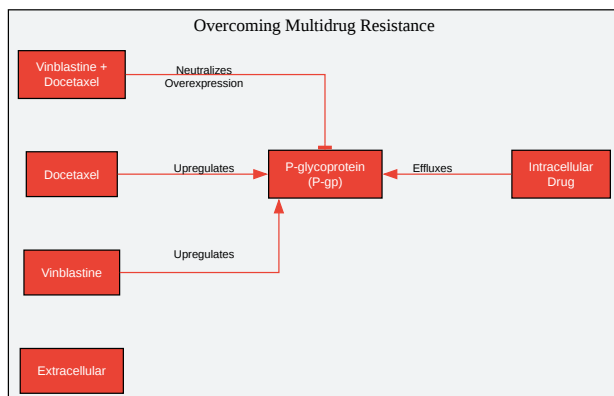 Overcoming Multidrug Resistance
Vinblastine +
Docetaxel
Neutralizes
Overexpression
Docetaxel
Upregulates
P-glycoprotein
(P-gp)
Effluxes
Intracellular
Drug
Vinblastine
Upregulates
Extracellular